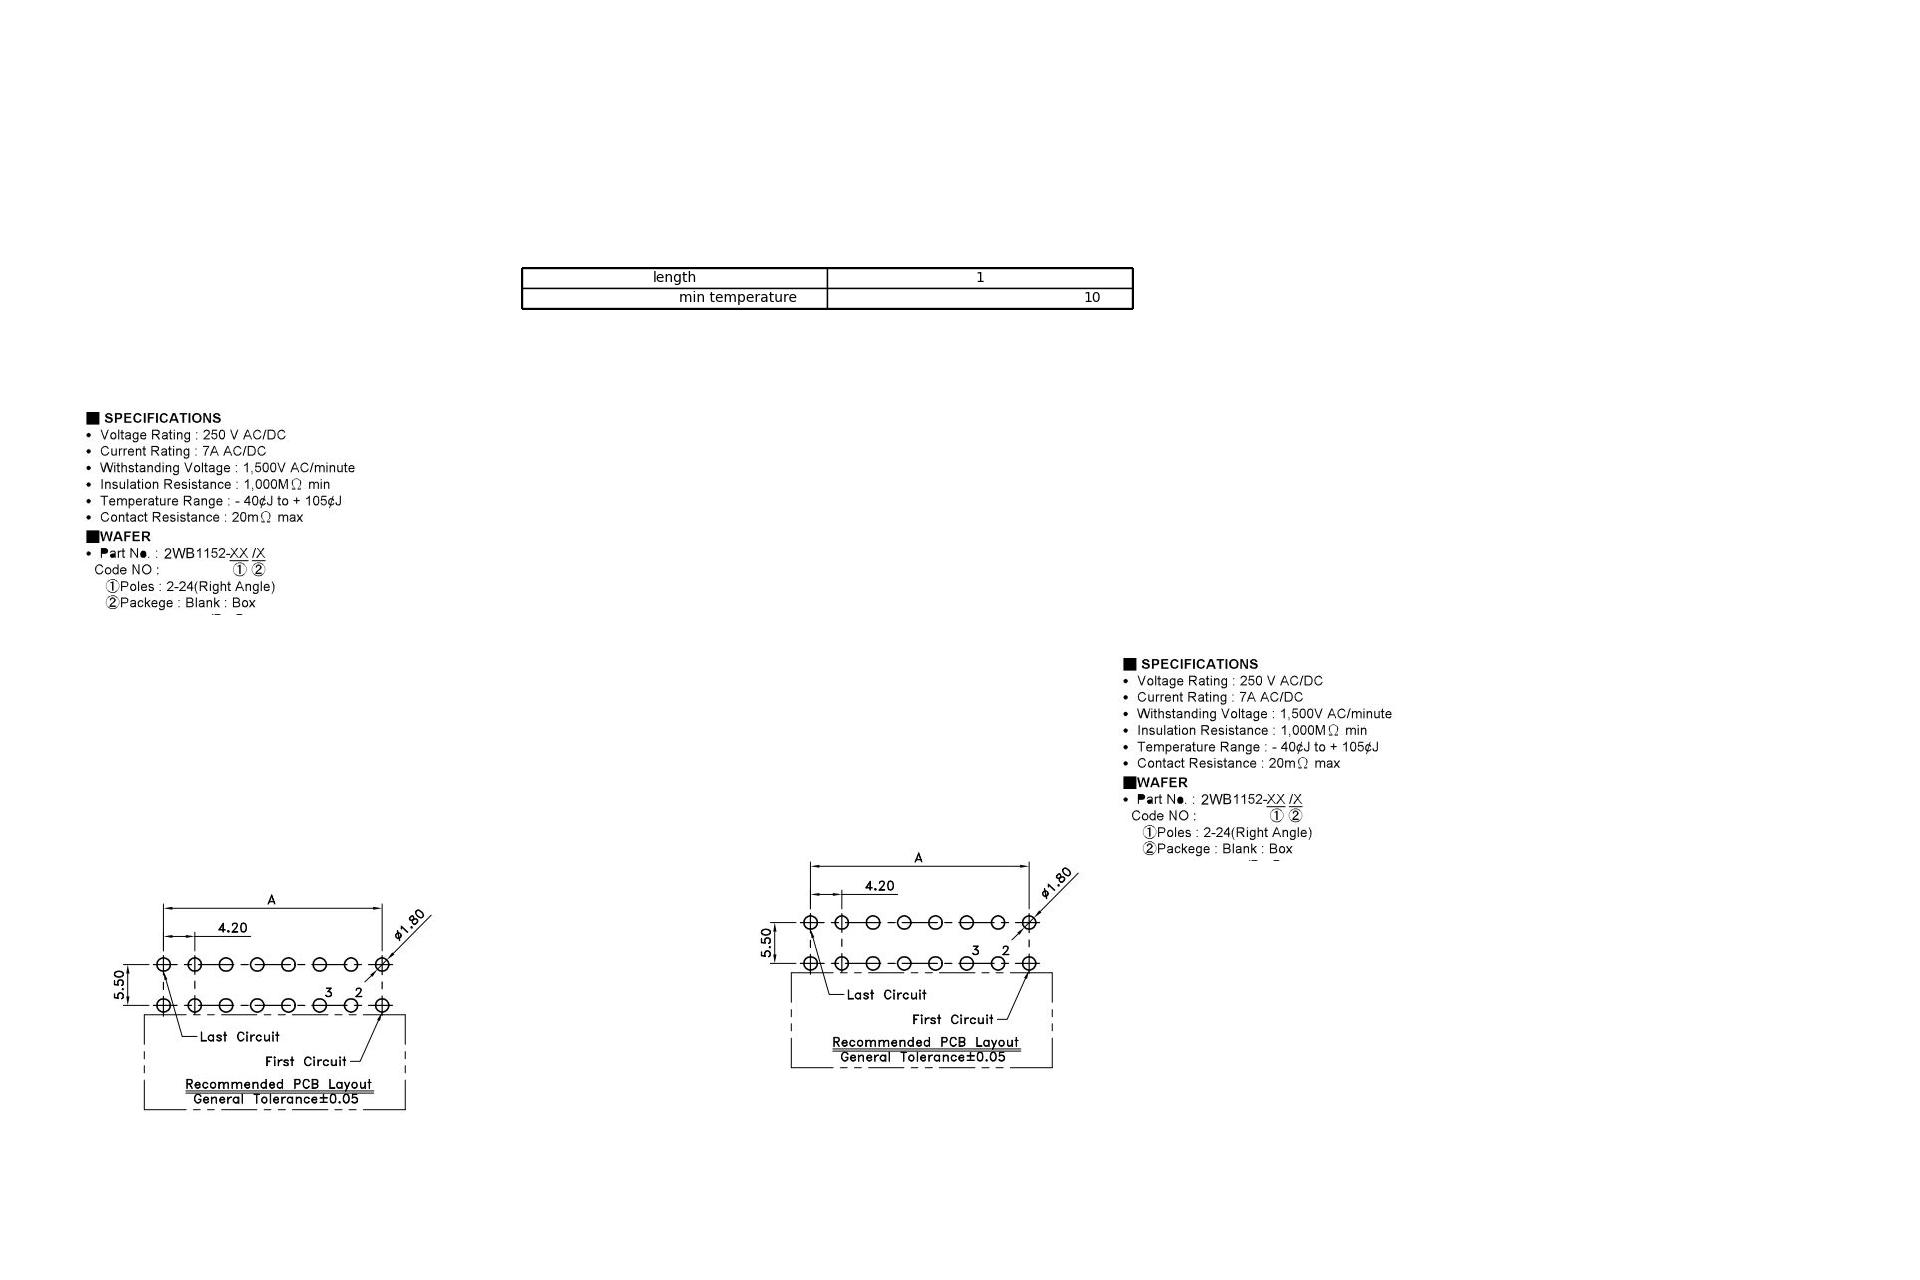 length 1
min temperature 10
■ SPECIFICATIONS
• Voltage Rating : 250 V AC/DC
• Current Rating : 7A AC/DC
• Withstanding Voltage : 1,500V AC/minute
• Insulation Resistance : 1,000MΩ min
• Temperature Range : - 40¢J to + 105¢J
• Contact Resistance : 20mΩ max
■WAFER
• Part No. : 2WB1152-XX /X
Code NO : ① ②
①Poles : 2-24(Right Angle)
②Packege : Blank : Box
■ SPECIFICATIONS
• Voltage Rating : 250 V AC/DC
• Current Rating : 7A AC/DC
• Withstanding Voltage : 1,500V AC/minute
• Insulation Resistance : 1,000MΩ min
• Temperature Range : - 40¢J to + 105¢J
• Contact Resistance : 20mΩ max
■WAFER
• Part No. : 2WB1152-XX /X
Code NO : ① ②
①Poles : 2-24(Right Angle)
②Packege : Blank : Box
A
4.20
ø1.80
5.50
3 2
Last Circuit
First Circuit
Recommended PCB Layout
General Tolerance±0.05
A
4.20
ø1.80
5.50
3 2
Last Circuit
First Circuit
Recommended PCB Layout
General Tolerance±0.05